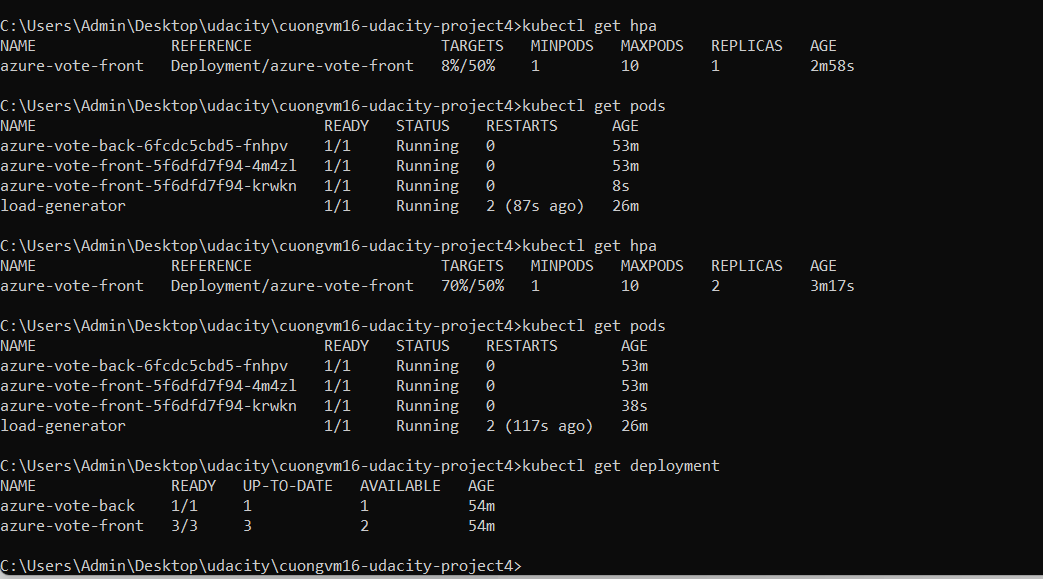 C:\Users\Admin\Desktop\udacity\cuongvm16-udacity-project4>kubectl get hpa
NAME               REFERENCE                     TARGETS   MINPODS   MAXPODS   REPLICAS   AGE
azure-vote-front   Deployment/azure-vote-front   8%/50%    1         10        1          2m58s

C:\Users\Admin\Desktop\udacity\cuongvm16-udacity-project4>kubectl get pods
NAME                                READY   STATUS    RESTARTS      AGE
azure-vote-back-6fcdc5cbd5-fnhpv    1/1     Running   0             53m
azure-vote-front-5f6dfd7f94-4m4zl   1/1     Running   0             53m
azure-vote-front-5f6dfd7f94-krwkn   1/1     Running   0             8s
load-generator                      1/1     Running   2 (87s ago)   26m

C:\Users\Admin\Desktop\udacity\cuongvm16-udacity-project4>kubectl get hpa
NAME               REFERENCE                     TARGETS   MINPODS   MAXPODS   REPLICAS   AGE
azure-vote-front   Deployment/azure-vote-front   70%/50%   1         10        2          3m17s

C:\Users\Admin\Desktop\udacity\cuongvm16-udacity-project4>kubectl get pods
NAME                                READY   STATUS    RESTARTS       AGE
azure-vote-back-6fcdc5cbd5-fnhpv    1/1     Running   0              53m
azure-vote-front-5f6dfd7f94-4m4zl   1/1     Running   0              53m
azure-vote-front-5f6dfd7f94-krwkn   1/1     Running   0              38s
load-generator                      1/1     Running   2 (117s ago)   26m

C:\Users\Admin\Desktop\udacity\cuongvm16-udacity-project4>kubectl get deployment
NAME               READY   UP-TO-DATE   AVAILABLE   AGE
azure-vote-back    1/1     1            1           54m
azure-vote-front   3/3     3            2           54m

C:\Users\Admin\Desktop\udacity\cuongvm16-udacity-project4>